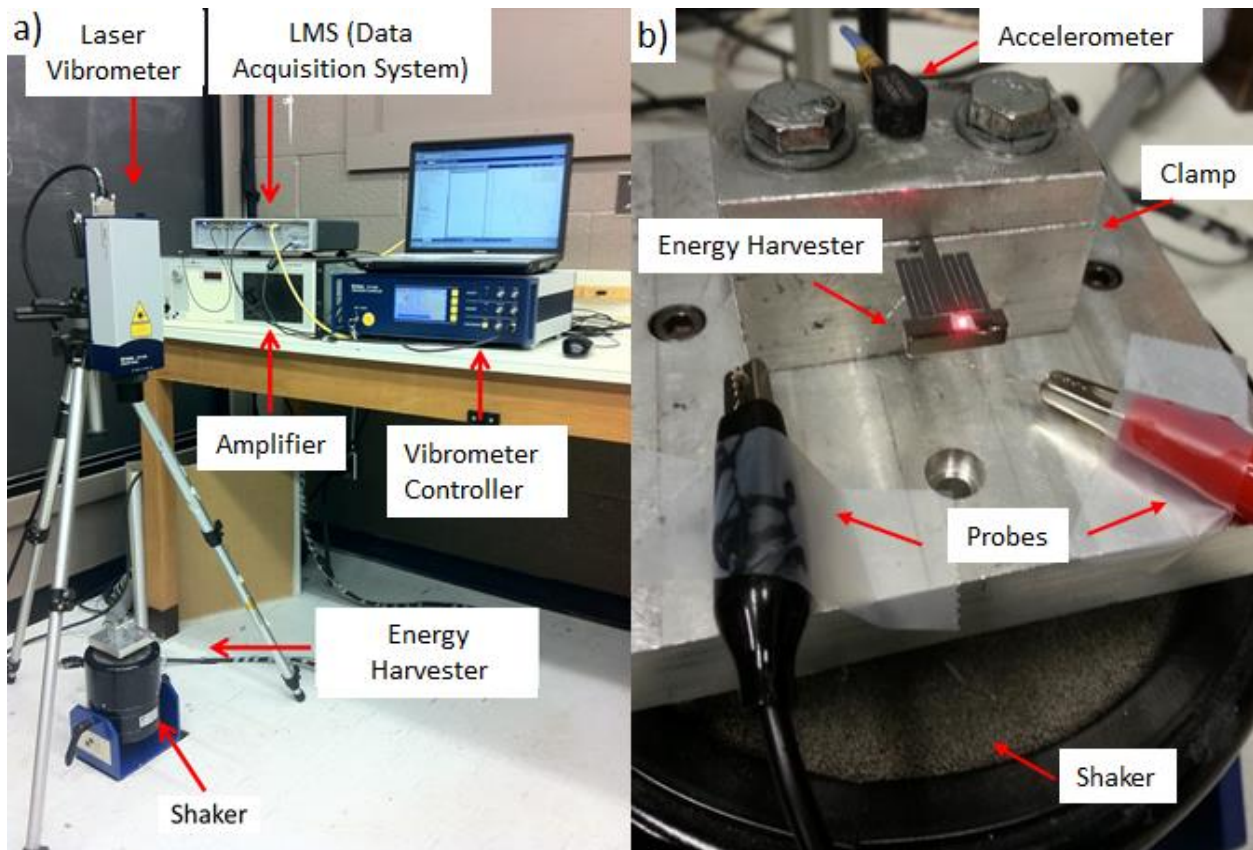 a)
Laser
Vibrometer
LMS (Data
Acquisition System)
Amplifier
Vibrometer
Controller
Energy
Harvester
Shaker
b)
Accelerometer
Clamp
Energy Harvester
Probes
Shaker